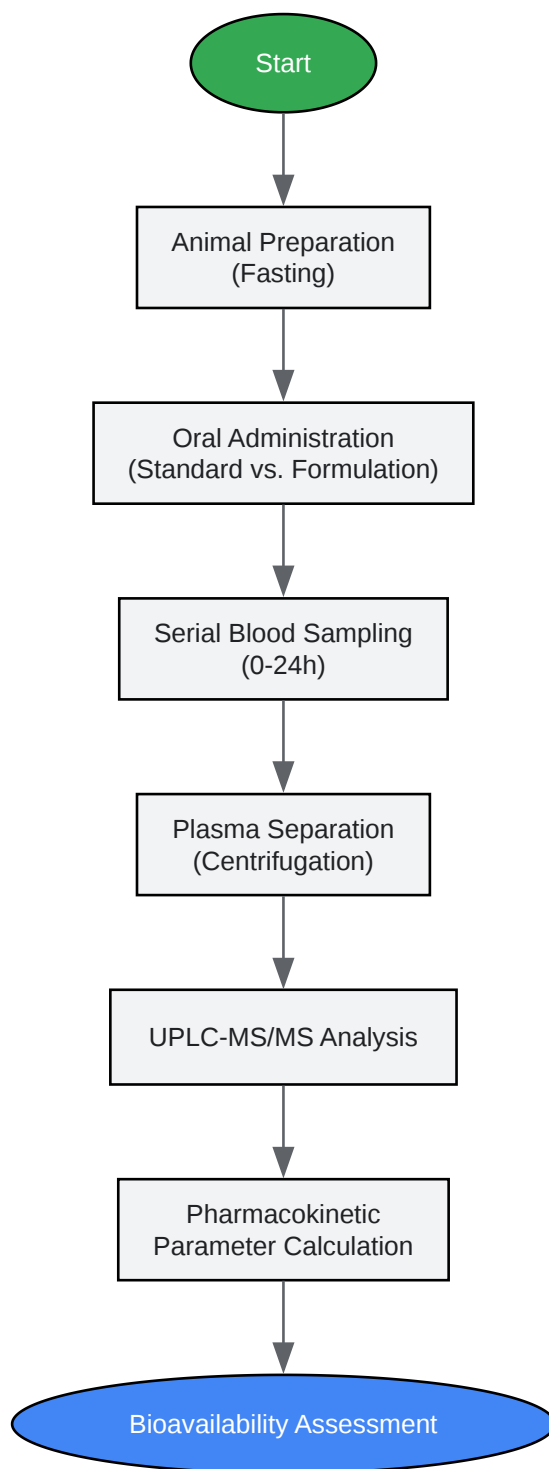 Start
Animal Preparation
(Fasting)
Oral Administration
(Standard vs. Formulation)
Serial Blood Sampling
(0-24h)
Plasma Separation
(Centrifugation)
UPLC-MS/MS Analysis
Pharmacokinetic
Parameter Calculation
Bioavailability Assessment